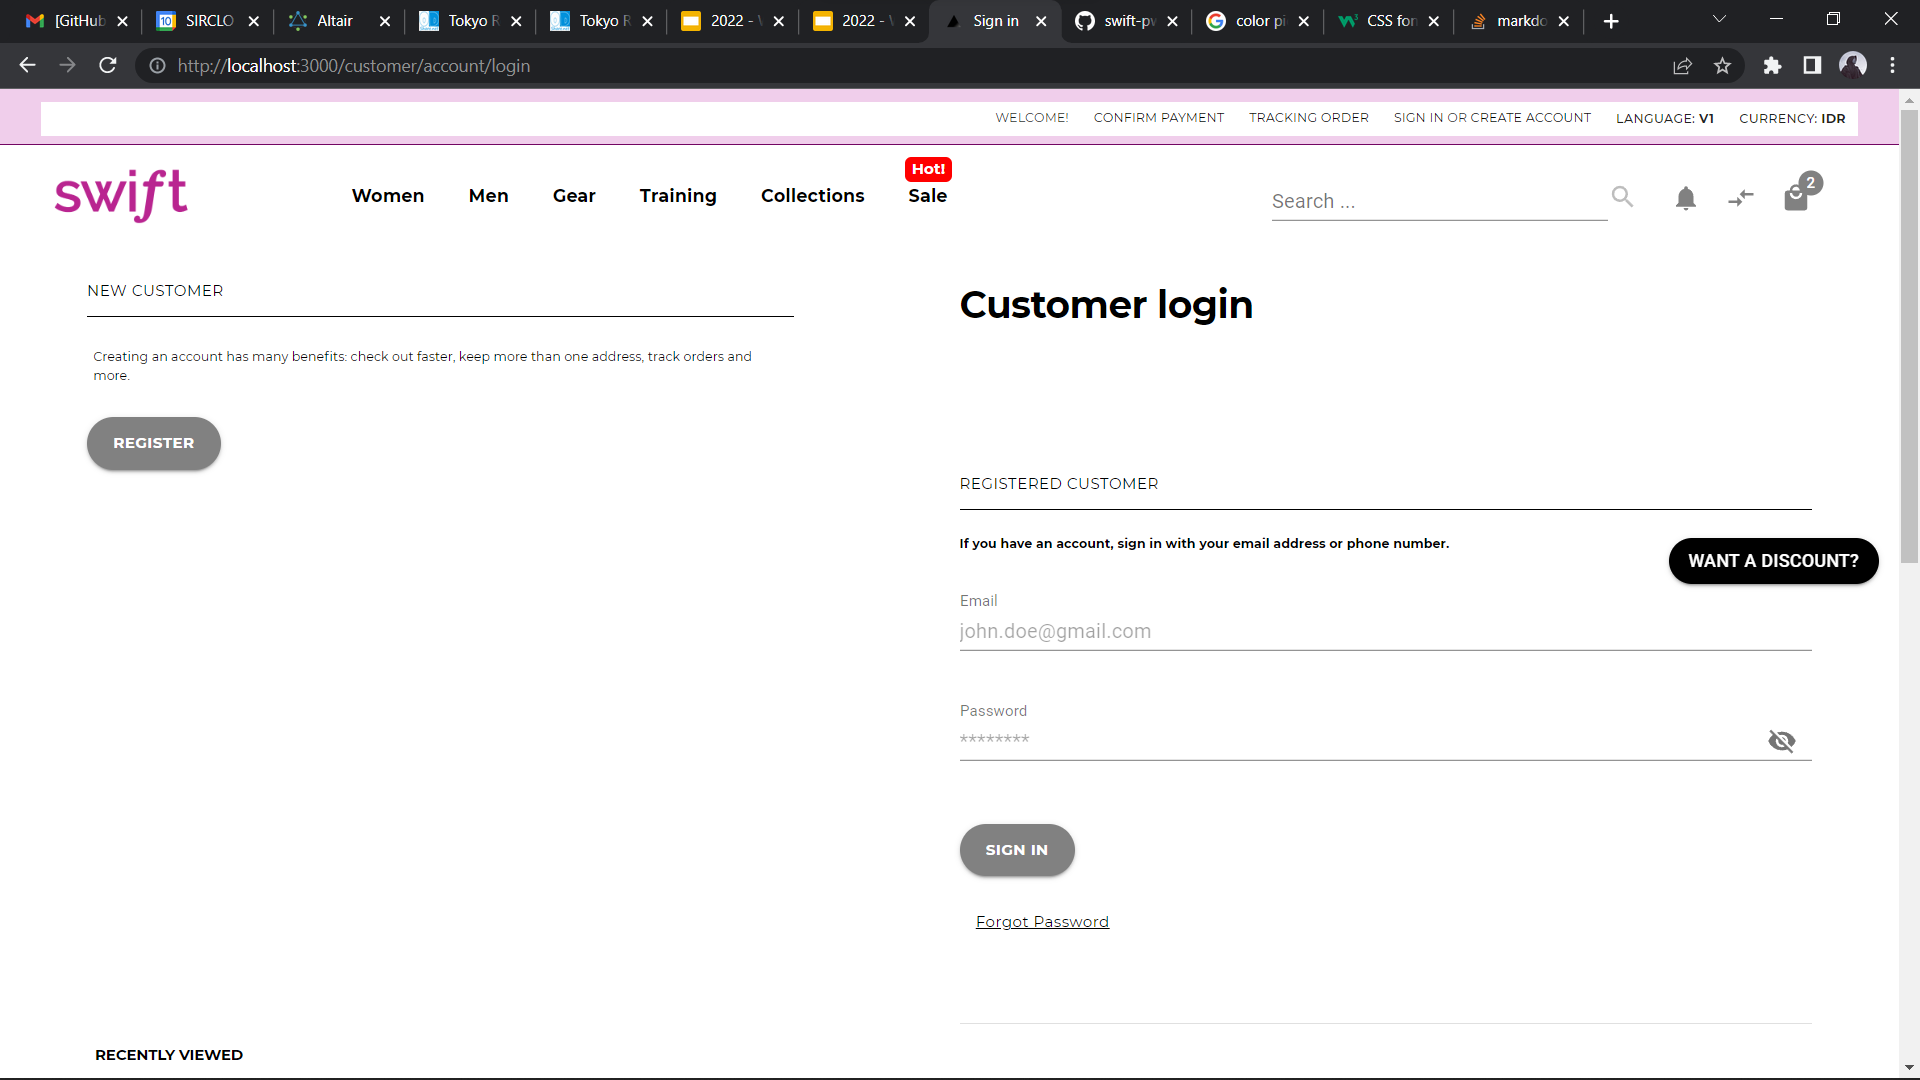 [GitHub
SIRCLO
Altair
Tokyo R
Tokyo R
2022 -
2022 -
Sign in
swift-pw
color pi
CSS fon
markdo
http://localhost:3000/customer/account/login
WELCOME!
CONFIRM PAYMENT
TRACKING ORDER
SIGN IN OR CREATE ACCOUNT
LANGUAGE: V1
CURRENCY: IDR
swift
Women
Men
Gear
Training
Collections
Hot!
Sale
Search ...
2
NEW CUSTOMER
Creating an account has many benefits: check out faster, keep more than one address, track orders and
more.
REGISTER
Customer login
REGISTERED CUSTOMER
If you have an account, sign in with your email address or phone number.
WANT A DISCOUNT?
Email
john.doe@gmail.com
Password
********
SIGN IN
Forgot Password
RECENTLY VIEWED